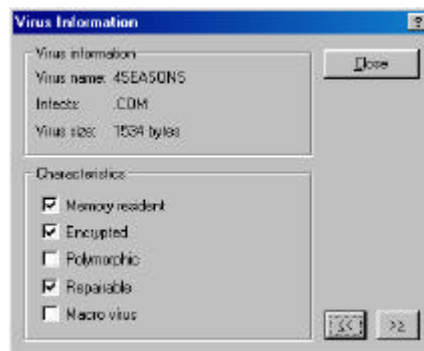 Virus Information
?
Virus information
Close
Virus name: 4SEASONS
Infects: .COM
Virus size: 1534 bytes
Characteristics
Memory resident
Encrypted
Polymorphic
Repairable
Macro virus
<< >>